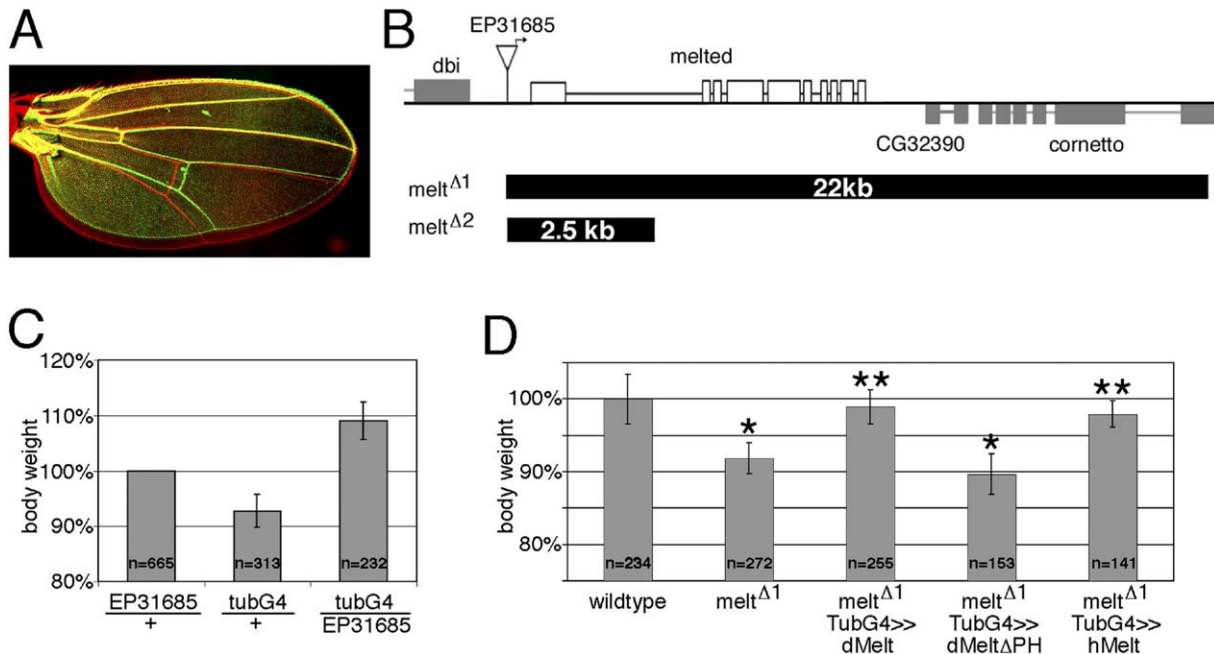 A
B
EP31685
dbi
melted
CG32390
cornetto
melt Δ1
22kb
melt Δ2
2.5 kb
C
120%
110%
100%
90%
80%
body weight
n=665
n=313
n=232
EP31685
+
tubG4
+
tubG4
EP31685
D
100%
90%
80%
body weight
*
**
*
**
n=234
n=272
n=255
n=153
n=141
wildtype
melt Δ1
melt Δ1
TubG4>>
dMelt
melt Δ1
TubG4>>
dMeltΔPH
melt Δ1
TubG4>>
hMelt